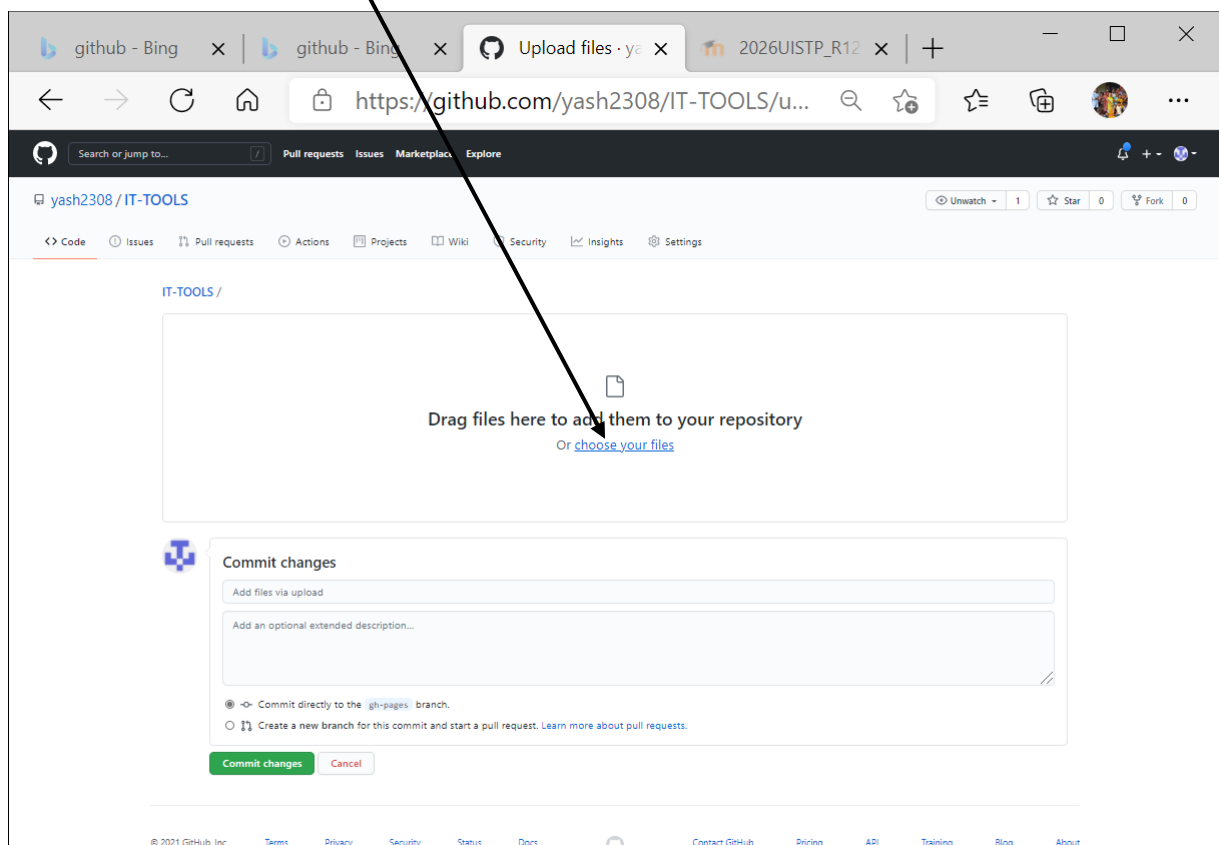 github - Bing
github - Bing
Upload files · ya
2026UISTP_R12
https://github.com/yash2308/IT-TOOLS/u...
Search or jump to... /
Pull requests Issues Marketplace Explore
yash2308 / IT-TOOLS
Unwatch 1 Star 0 Fork 0
Code Issues Pull requests Actions Projects Wiki Security Insights Settings
IT-TOOLS /
Drag files here to add them to your repository
Or choose your files
Commit changes
Add files via upload
Add an optional extended description...
Commit directly to the gh-pages branch.
Create a new branch for this commit and start a pull request. Learn more about pull requests.
Commit changes Cancel
© 2021 GitHub, Inc. Terms Privacy Security Status Docs Contact GitHub Pricing API Training Blog About